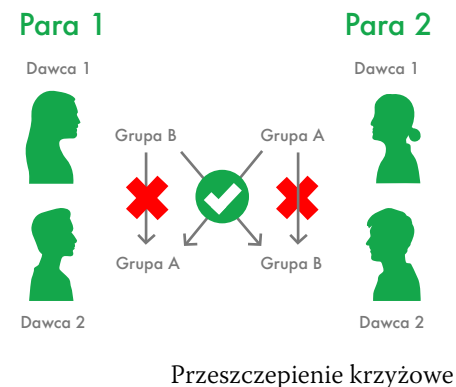 Para 1 Para 2
Dawca 1 Dawca 1
Grupa B Grupa A
Grupa A Grupa B
Dawca 2 Dawca 2
Przeszczepienie krzyżowe